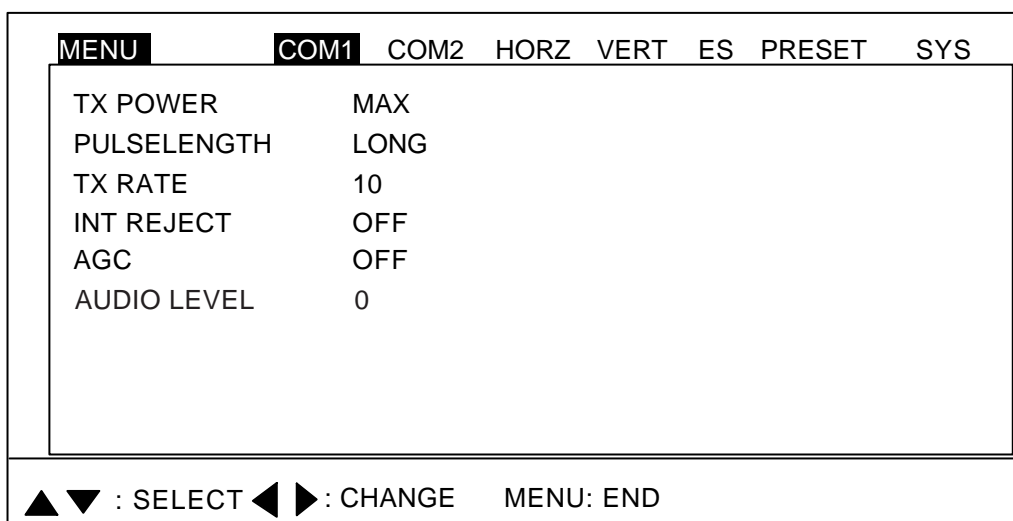 MENU COM1 COM2 HORZ VERT ES PRESET SYS
TX POWER MAX
PULSELENGTH LONG
TX RATE 10
INT REJECT OFF
AGC OFF
AUDIO LEVEL 0
▲ ▼ : SELECT ◀ ▶ : CHANGE MENU: END